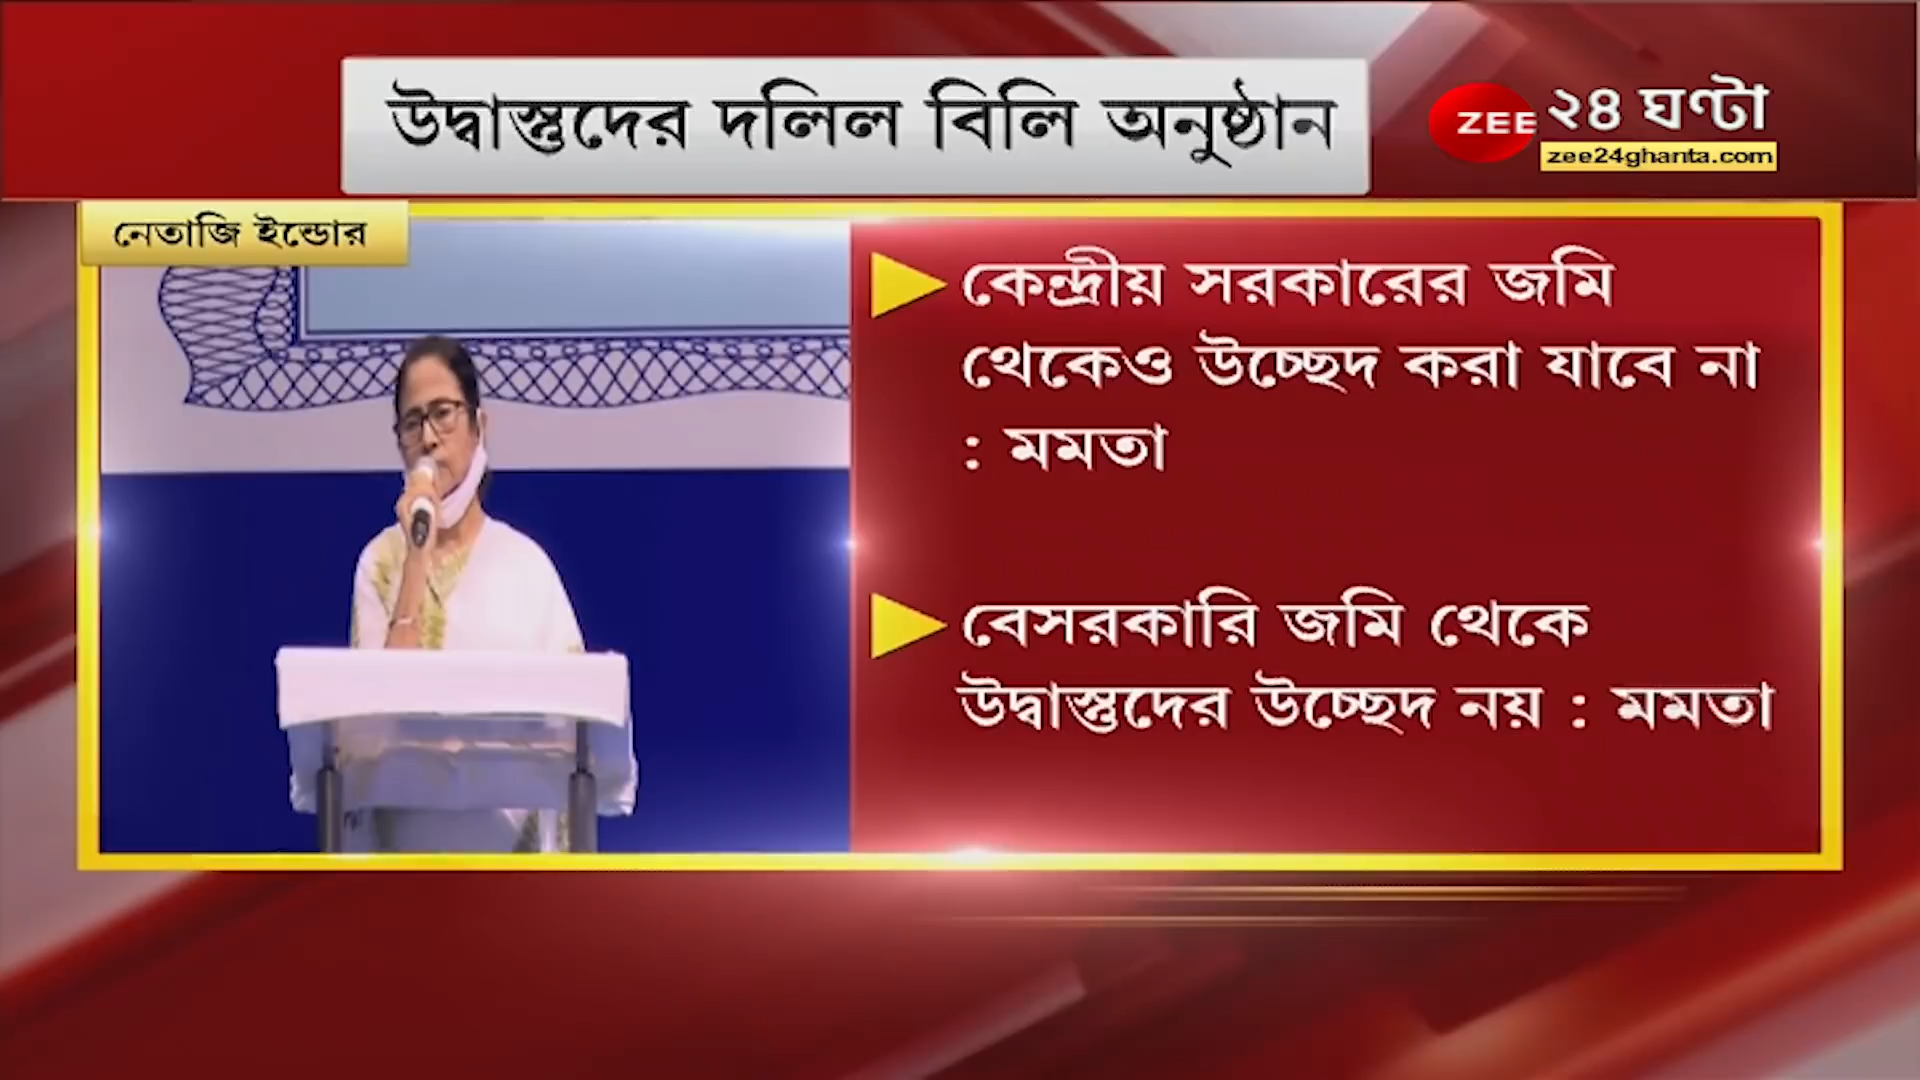 উদ্বাস্তুদের দলিল বিলি অনুষ্ঠান
ZEE ২৪ ঘণ্টা
zee24ghanta.com
নেতাজি ইন্ডোর
কেন্দ্রীয় সরকারের জমি
থেকেও উচ্ছেদ করা যাবে না
: মমতা
বেসরকারি জমি থেকে
উদ্বাস্তুদের উচ্ছেদ নয় : মমতা